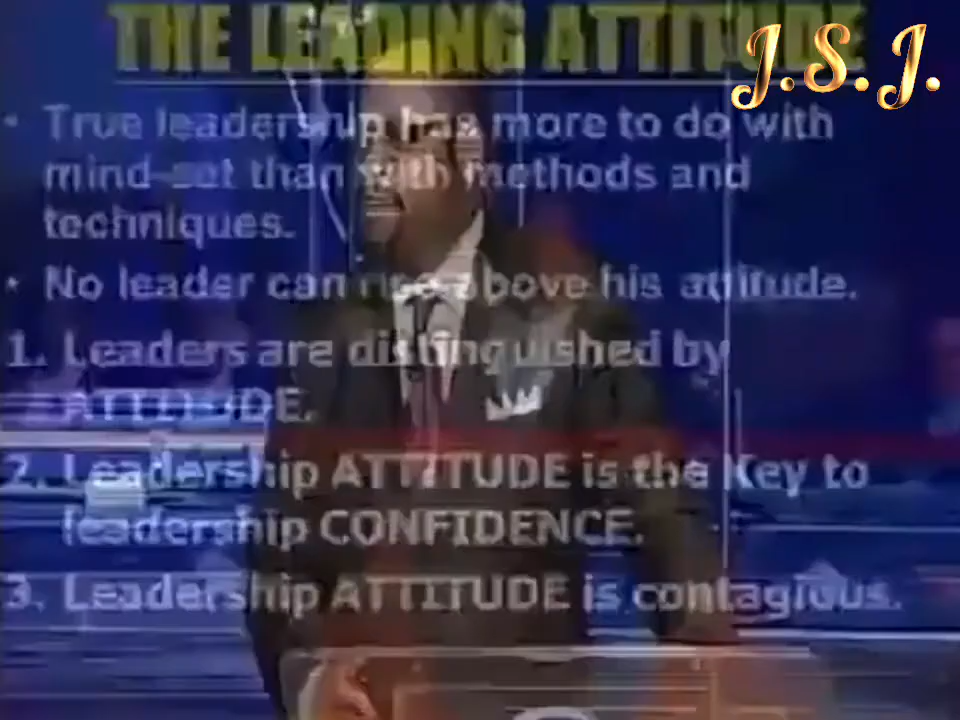 THE LEADING ATTITUDE
J.S.J.
• True leadership has more to do with
mind-set than with methods and
techniques.
• No leader can rise above his attitude.
1. Leaders are distinguished by
ATTITUDE.
2. Leadership ATTITUDE is the Key to
leadership CONFIDENCE.
3. Leadership ATTITUDE is contagious.